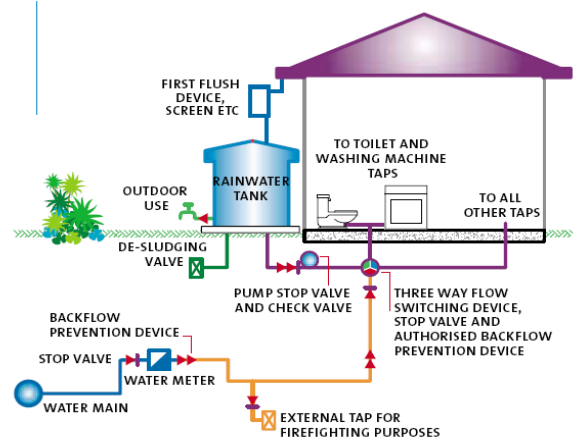 FIRST FLUSH
DEVICE,
SCREEN ETC
TO TOILET AND
WASHING MACHINE
TAPS
RAINWATER
TANK
OUTDOOR
USE
TO ALL
OTHER TAPS
DE-SLUDGING
VALVE
PUMP STOP VALVE
AND CHECK VALVE
THREE WAY FLOW
SWITCHING DEVICE,
STOP VALVE AND
AUTHORISED BACKFLOW
PREVENTION DEVICE
BACKFLOW
PREVENTION DEVICE
STOP VALVE
WATER METER
WATER MAIN
EXTERNAL TAP FOR
FIREFIGHTING PURPOSES